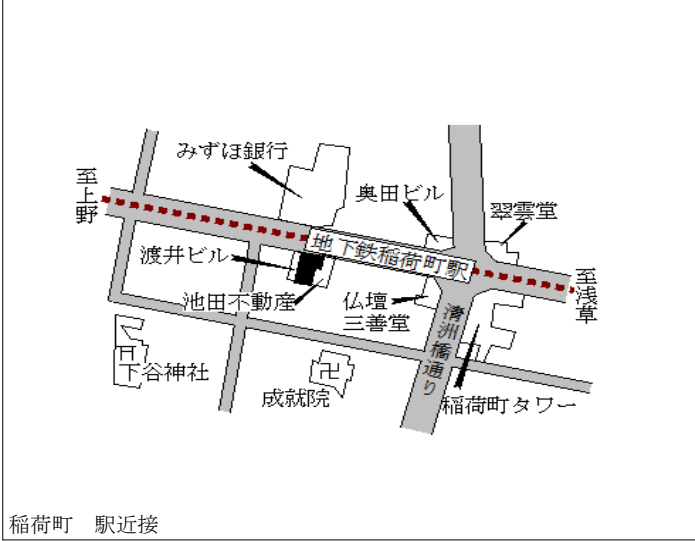 みずほ銀行
至上野
奥田ビル
翠雲堂
渡井ビル
地下鉄稲荷町駅
至浅草
池田不動産
仏壇
三善堂
清洲橋通り
下谷神社
成就院
稲荷町タワー
稲荷町　駅近接